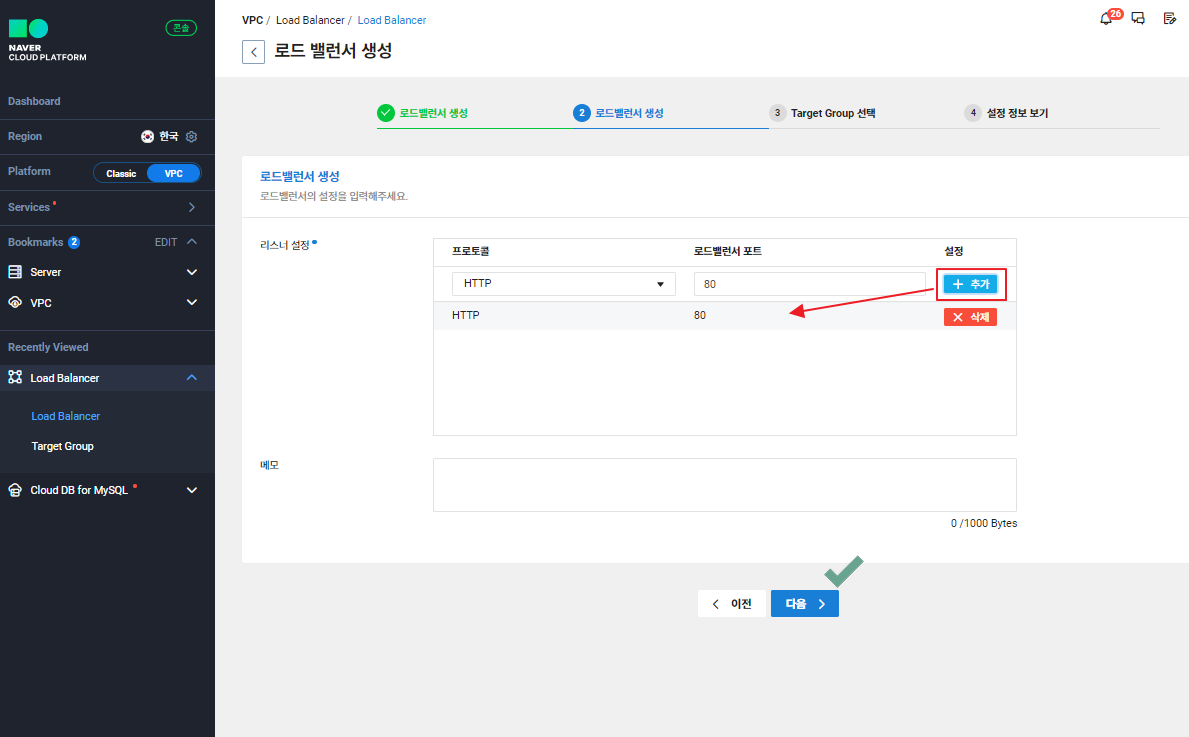 콘솔
NAVER
CLOUD PLATFORM
Dashboard
Region 한국
Platform Classic VPC
Services
Bookmarks 2 EDIT
Server
VPC
Recently Viewed
Load Balancer
Load Balancer
Target Group
Cloud DB for MySQL
VPC / Load Balancer / Load Balancer
26
로드 밸런서 생성
로드밸런서 생성
2 로드밸런서 생성
3 Target Group 선택
4 설정 정보 보기
로드밸런서 생성
로드밸런서의 설정을 입력해주세요.
리스너 설정
프로토콜 로드밸런서 포트 설정
HTTP 80 추가
HTTP 80 삭제
메모
0 /1000 Bytes
이전 다음